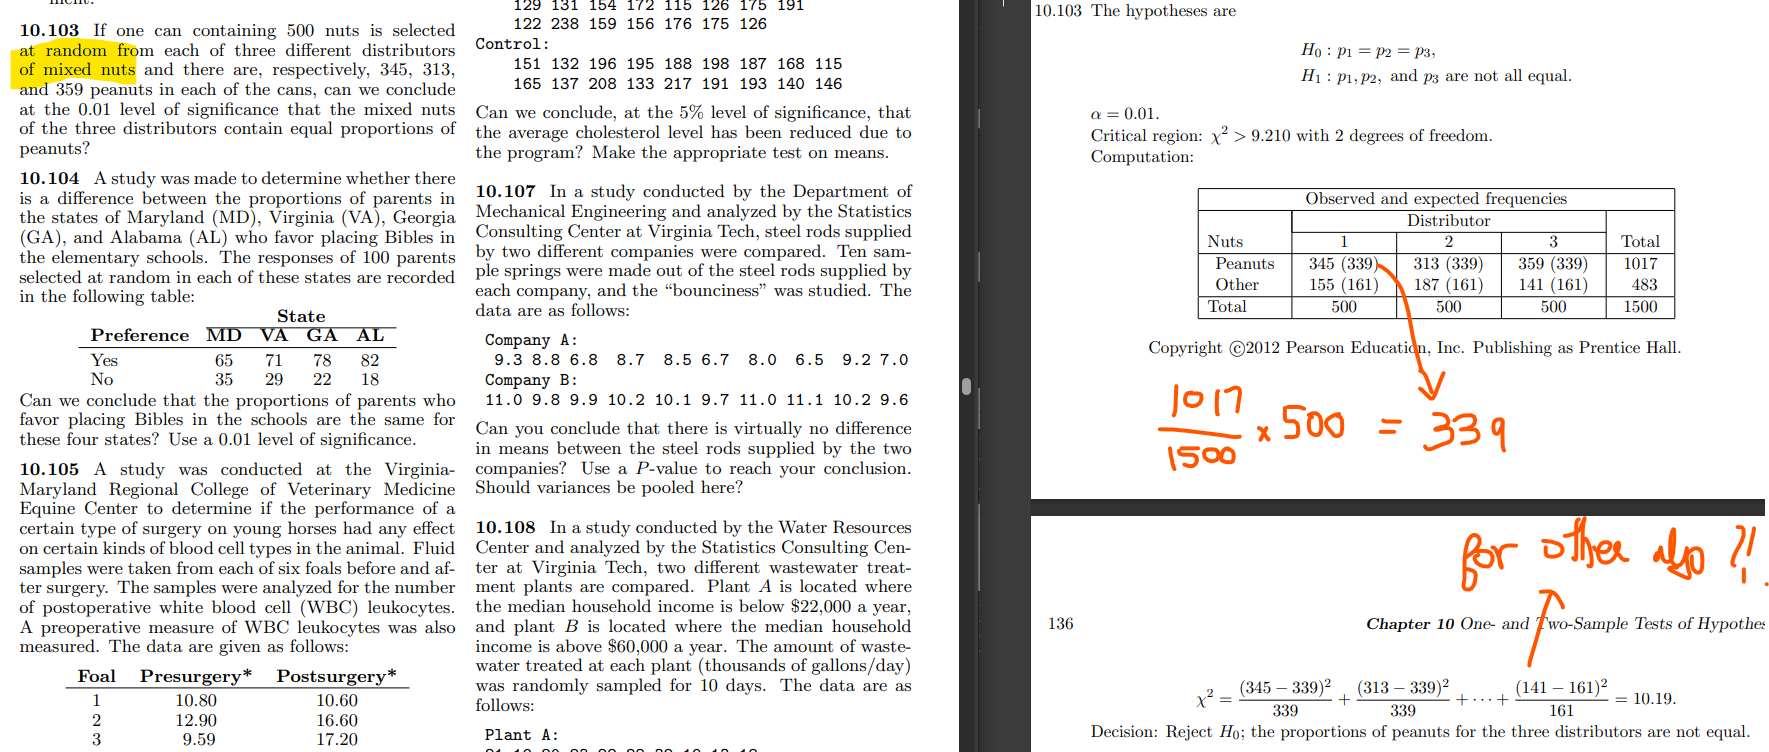 10.103 If one can containing 500 nuts is selected
at random from each of three different distributors
of mixed nuts and there are, respectively, 345, 313,
and 359 peanuts in each of the cans, can we conclude
at the 0.01 level of significance that the mixed nuts
of the three distributors contain equal proportions of
peanuts?
10.104 A study was made to determine whether there
is a difference between the proportions of parents in
the states of Maryland (MD), Virginia (VA), Georgia
(GA), and Alabama (AL) who favor placing Bibles in
the elementary schools. The responses of 100 parents
selected at random in each of these states are recorded
in the following table:
State
Preference MD VA GA AL
Yes 65 71 78 82
No 35 29 22 18
Can we conclude that the proportions of parents who
favor placing Bibles in the schools are the same for
these four states? Use a 0.01 level of significance.
10.105 A study was conducted at the Virginia-
Maryland Regional College of Veterinary Medicine
Equine Center to determine if the performance of a
certain type of surgery on young horses had any effect
on certain kinds of blood cell types in the animal. Fluid
samples were taken from each of six foals before and af-
ter surgery. The samples were analyzed for the number
of postoperative white blood cell (WBC) leukocytes.
A preoperative measure of WBC leukocytes was also
measured. The data are given as follows:
Foal Presurgery* Postsurgery*
1 10.80 10.60
2 12.90 16.60
3 9.59 17.20
129 131 154 172 115 126 175 191
122 238 159 156 176 175 126
Control:
151 132 196 195 188 198 187 168 115
165 137 208 133 217 191 193 140 146
Can we conclude, at the 5% level of significance, that
the average cholesterol level has been reduced due to
the program? Make the appropriate test on means.
10.107 In a study conducted by the Department of
Mechanical Engineering and analyzed by the Statistics
Consulting Center at Virginia Tech, steel rods supplied
by two different companies were compared. Ten sam-
ple springs were made out of the steel rods supplied by
each company, and the “bounciness” was studied. The
data are as follows:
Company A:
9.3 8.8 6.8 8.7 8.5 6.7 8.0 6.5 9.2 7.0
Company B:
11.0 9.8 9.9 10.2 10.1 9.7 11.0 11.1 10.2 9.6
Can you conclude that there is virtually no difference
in means between the steel rods supplied by the two
companies? Use a P-value to reach your conclusion.
Should variances be pooled here?
10.108 In a study conducted by the Water Resources
Center and analyzed by the Statistics Consulting Cen-
ter at Virginia Tech, two different wastewater treat-
ment plants are compared. Plant A is located where
the median household income is below $22,000 a year,
and plant B is located where the median household
income is above $60,000 a year. The amount of waste-
water treated at each plant (thousands of gallons/day)
was randomly sampled for 10 days. The data are as
follows:
Plant A:
10.103 The hypotheses are
H₀ : p₁ = p₂ = p₃,
H₁ : p₁, p₂, and p₃ are not all equal.
α = 0.01.
Critical region: χ² > 9.210 with 2 degrees of freedom.
Computation:
Observed and expected frequencies
Distributor
Nuts 1 2 3 Total
Peanuts 345 (339) 313 (339) 359 (339) 1017
Other 155 (161) 187 (161) 141 (161) 483
Total 500 500 500 1500
Copyright ©2012 Pearson Education, Inc. Publishing as Prentice Hall.
1017/1500 × 500 = 339
for other also ?!
136 Chapter 10 One- and Two-Sample Tests of Hypothes
χ² = (345 − 339)²/339 + (313 − 339)²/339 + ··· + (141 − 161)²/161 = 10.19.
Decision: Reject H₀; the proportions of peanuts for the three distributors are not equal.